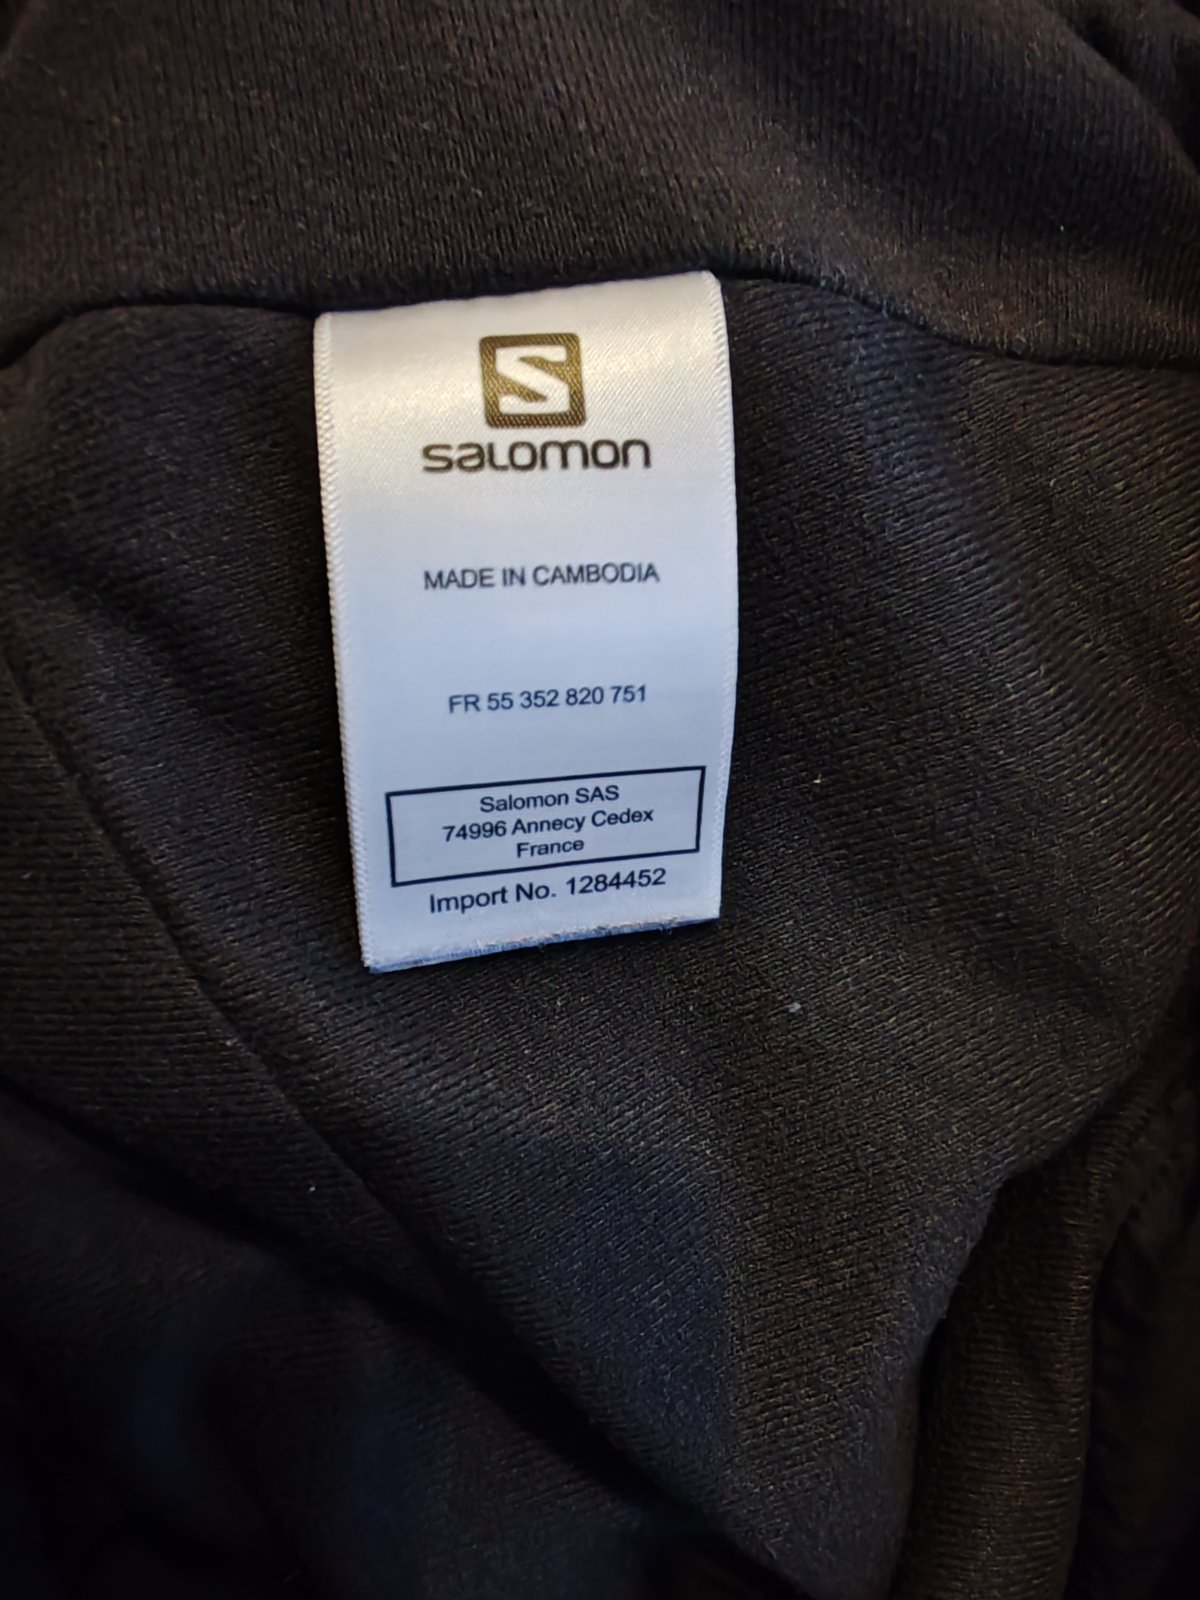 S
SALOMON
MADE IN CAMBODIA
FR 55 352 820 751
Salomon SAS
74996 Annecy Cedex
France
Import No. 1284452